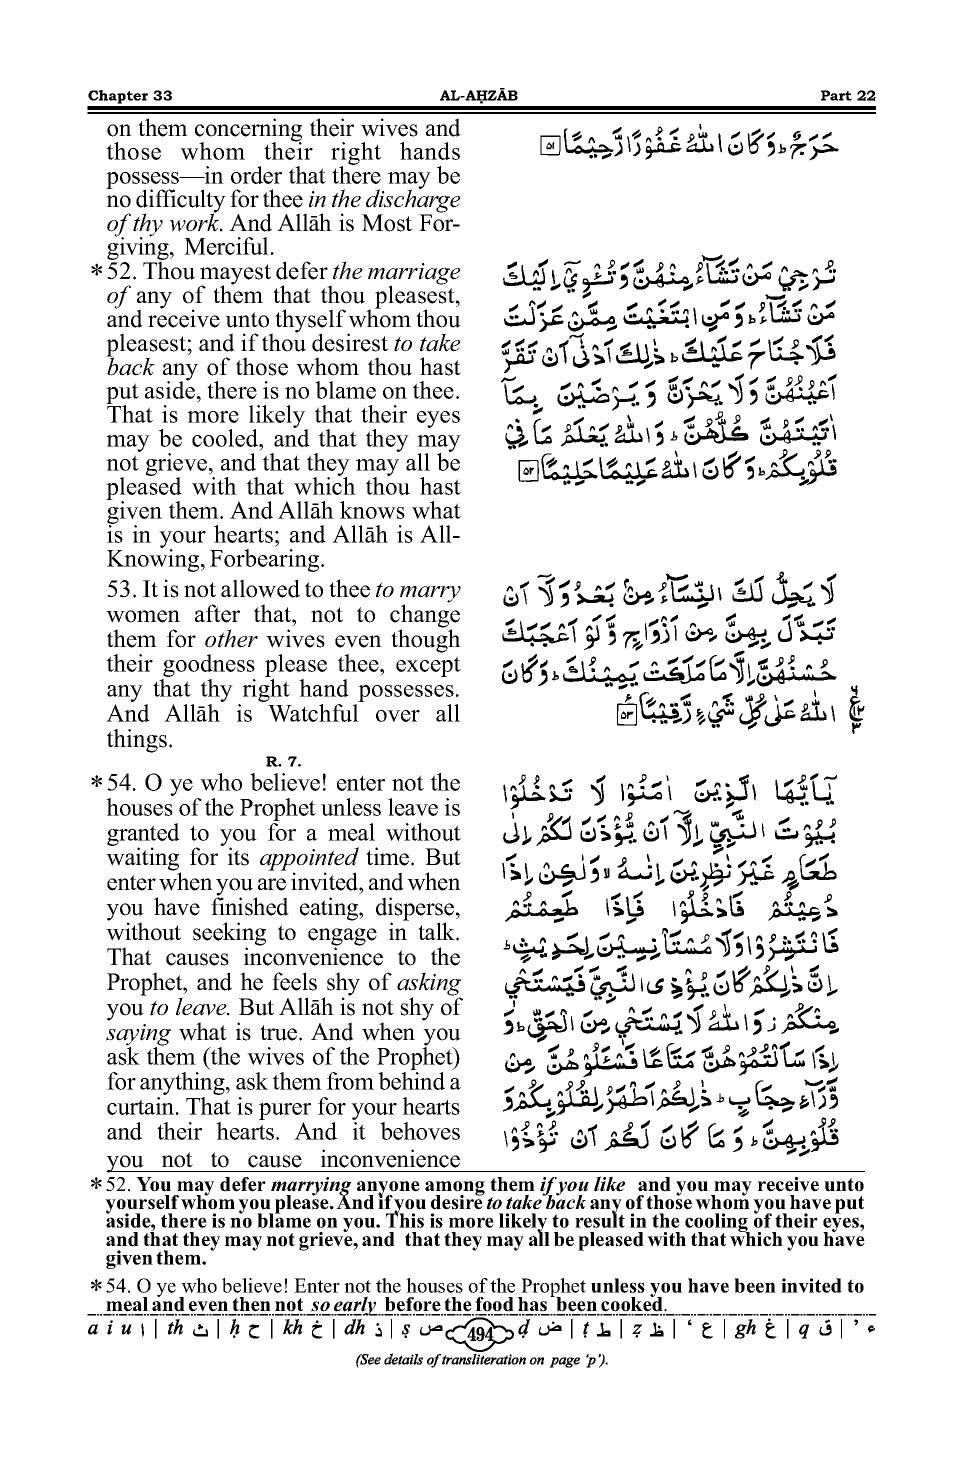 Chapter 33 AL-AḤZĀB Part 22
on them concerning their wives and
those whom their right hands
possess—in order that there may be
no difficulty for thee in the discharge
of thy work. And Allāh is Most For-
giving, Merciful.
*52. Thou mayest defer the marriage
of any of them that thou pleasest,
and receive unto thyself whom thou
pleasest; and if thou desirest to take
back any of those whom thou hast
put aside, there is no blame on thee.
That is more likely that their eyes
may be cooled, and that they may
not grieve, and that they may all be
pleased with that which thou hast
given them. And Allāh knows what
is in your hearts; and Allāh is All-
Knowing, Forbearing.
53. It is not allowed to thee to marry
women after that, not to change
them for other wives even though
their goodness please thee, except
any that thy right hand possesses.
And Allāh is Watchful over all
things.
R. 7.
*54. O ye who believe! enter not the
houses of the Prophet unless leave is
granted to you for a meal without
waiting for its appointed time. But
enter when you are invited, and when
you have finished eating, disperse,
without seeking to engage in talk.
That causes inconvenience to the
Prophet, and he feels shy of asking
you to leave. But Allāh is not shy of
saying what is true. And when you
ask them (the wives of the Prophet)
for anything, ask them from behind a
curtain. That is purer for your hearts
and their hearts. And it behoves
you not to cause inconvenience
حَرَجٌ ؕ وَ كَانَ اللّٰهُ غَفُوْرًا رَّحِيْمًا ۵۱
تُرْجِيْ مَنْ تَشَآءُ مِنْهُنَّ وَ تُـْٔوِيْۤ اِلَيْكَ
مَنْ تَشَآءُ ؕ وَ مَنِ ابْتَغَيْتَ مِمَّنْ عَزَلْتَ
فَلَا جُنَاحَ عَلَيْكَ ؕ ذٰلِكَ اَدْنٰۤى اَنْ تَقَرَّ
اَعْيُنُهُنَّ وَ لَا يَحْزَنَّ وَ يَرْضَيْنَ بِمَاۤ
اٰتَيْتَهُنَّ كُلُّهُنَّ ؕ وَ اللّٰهُ يَعْلَمُ مَا فِيْ
قُلُوْبِكُمْ ؕ وَ كَانَ اللّٰهُ عَلِيْمًا حَلِيْمًا ۵۲
لَا يَحِلُّ لَكَ النِّسَآءُ مِنْۢ بَعْدُ وَ لَاۤ اَنْ
تَبَدَّلَ بِهِنَّ مِنْ اَزْوَاجٍ وَّ لَوْ اَعْجَبَكَ
حُسْنُهُنَّ اِلَّا مَا مَلَكَتْ يَمِيْنُكَ ؕ وَ كَانَ
اللّٰهُ عَلٰى كُلِّ شَيْءٍ رَّقِيْبًا ۵۳
يٰۤاَيُّهَا الَّذِيْنَ اٰمَنُوْا لَا تَدْخُلُوْا
بُيُوْتَ النَّبِيِّ اِلَّاۤ اَنْ يُّؤْذَنَ لَكُمْ اِلٰى
طَعَامٍ غَيْرَ نٰظِرِيْنَ اِنٰىهُ ۙ وَ لٰكِنْ اِذَا
دُعِيْتُمْ فَادْخُلُوْا فَاِذَا طَعِمْتُمْ
فَانْتَشِرُوْا وَ لَا مُسْتَاْنِسِيْنَ لِحَدِيْثٍ ؕ
اِنَّ ذٰلِكُمْ كَانَ يُؤْذِى النَّبِيَّ فَيَسْتَحْيٖ
مِنْكُمْ ؗ وَ اللّٰهُ لَا يَسْتَحْيٖ مِنَ الْحَقِّ ؕ وَ
اِذَا سَاَلْتُمُوْهُنَّ مَتَاعًا فَسْـَٔلُوْهُنَّ مِنْ
وَّرَآءِ حِجَابٍ ؕ ذٰلِكُمْ اَطْهَرُ لِقُلُوْبِكُمْ وَ
قُلُوْبِهِنَّ ؕ وَ مَا كَانَ لَكُمْ اَنْ تُؤْذُوْا
*52. You may defer marrying anyone among them if you like and you may receive unto
yourself whom you please. And if you desire to take back any of those whom you have put
aside, there is no blame on you. This is more likely to result in the cooling of their eyes,
and that they may not grieve, and that they may all be pleased with that which you have
given them.
*54. O ye who believe! Enter not the houses of the Prophet unless you have been invited to
meal and even then not so early before the food has been cooked.
a i u ا | th ث | ḥ ح | kh خ | dh ذ | ṣ ص 494 ḍ ض | ṭ ط | ẓ ظ | ‘ ع | gh غ | q ق | ’ ء
(See details of transliteration on page ‘p’).